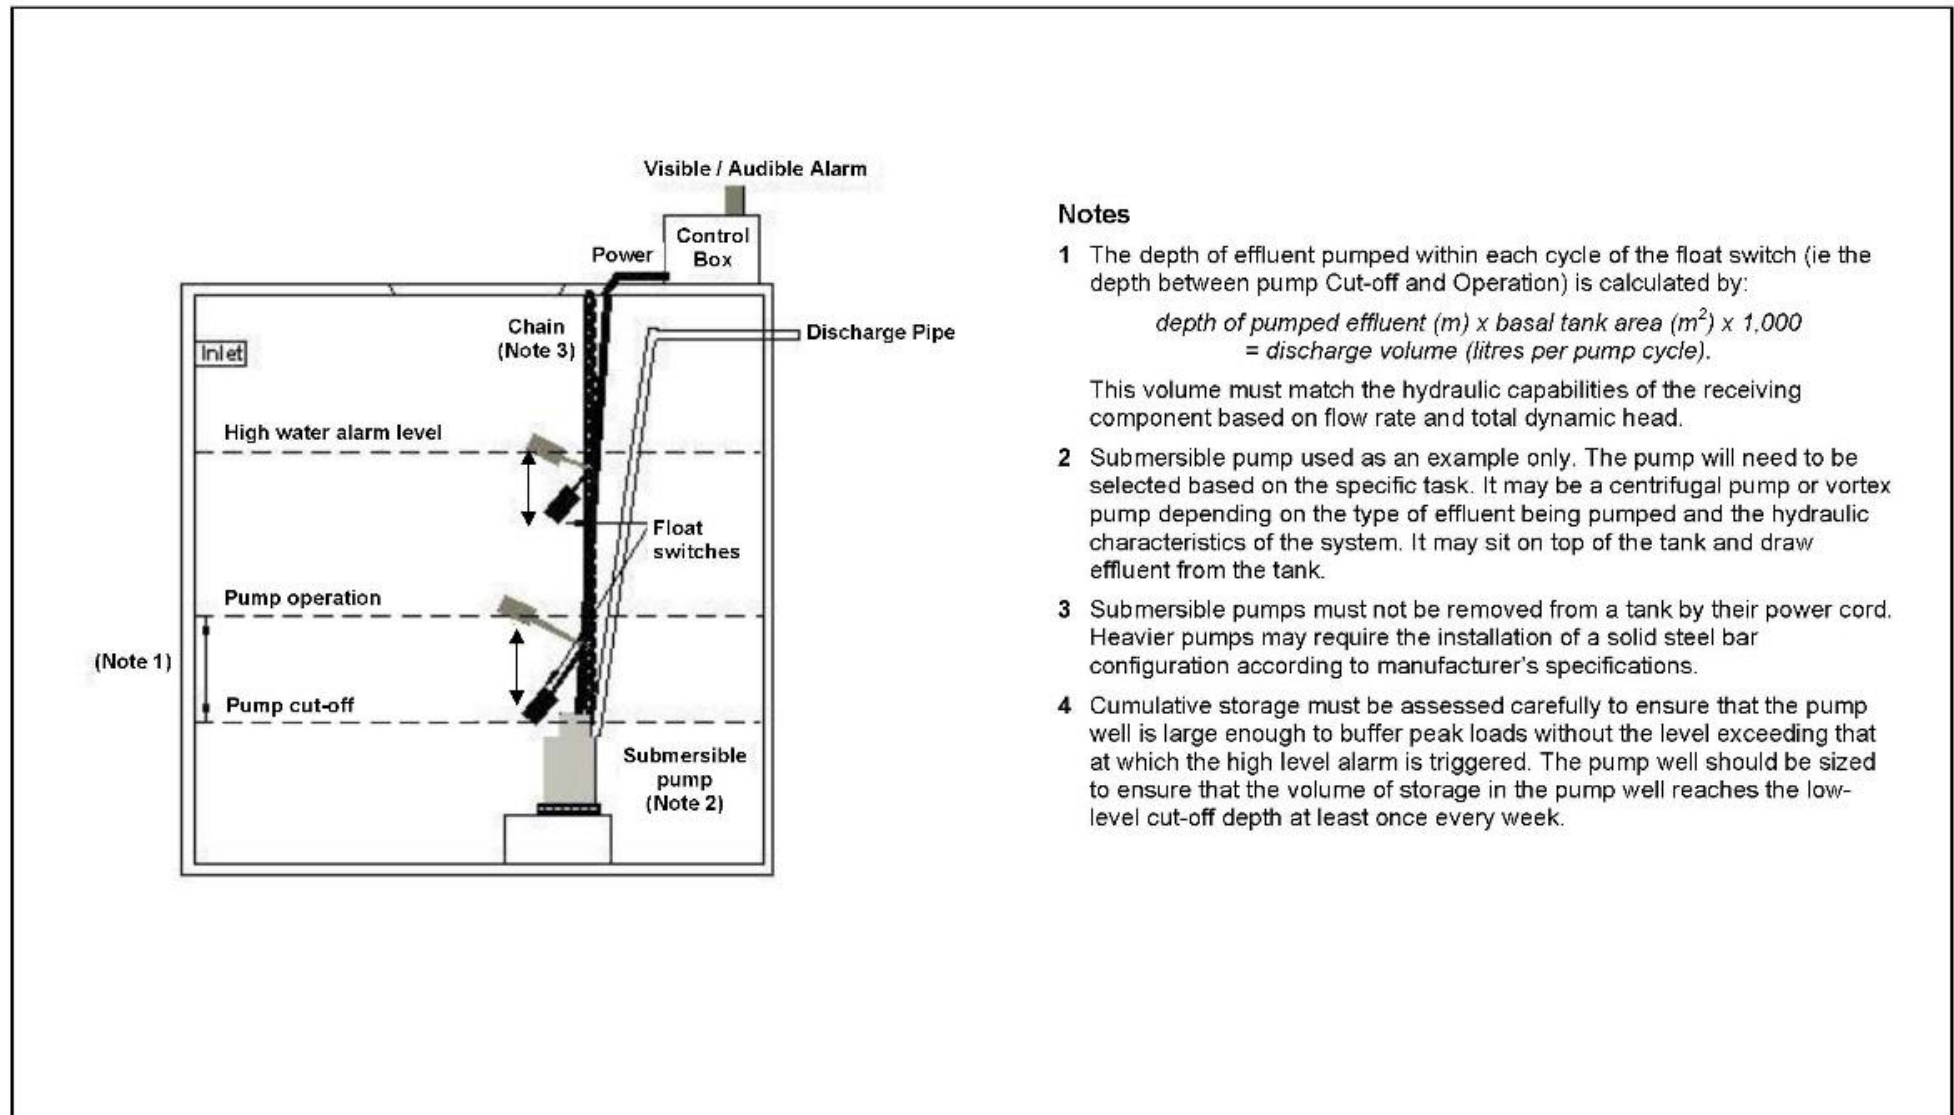 Visible / Audible Alarm
Control
Box
Power
Chain
(Note 3)
Discharge Pipe
Inlet
High water alarm level
Float
switches
Pump operation
(Note 1)
Pump cut-off
Submersible
pump
(Note 2)
Notes
1 The depth of effluent pumped within each cycle of the float switch (ie the
depth between pump Cut-off and Operation) is calculated by:
depth of pumped effluent (m) x basal tank area (m²) x 1,000
= discharge volume (litres per pump cycle).
This volume must match the hydraulic capabilities of the receiving
component based on flow rate and total dynamic head.
2 Submersible pump used as an example only. The pump will need to be
selected based on the specific task. It may be a centrifugal pump or vortex
pump depending on the type of effluent being pumped and the hydraulic
characteristics of the system. It may sit on top of the tank and draw
effluent from the tank.
3 Submersible pumps must not be removed from a tank by their power cord.
Heavier pumps may require the installation of a solid steel bar
configuration according to manufacturer's specifications.
4 Cumulative storage must be assessed carefully to ensure that the pump
well is large enough to buffer peak loads without the level exceeding that
at which the high level alarm is triggered. The pump well should be sized
to ensure that the volume of storage in the pump well reaches the low-
level cut-off depth at least once every week.